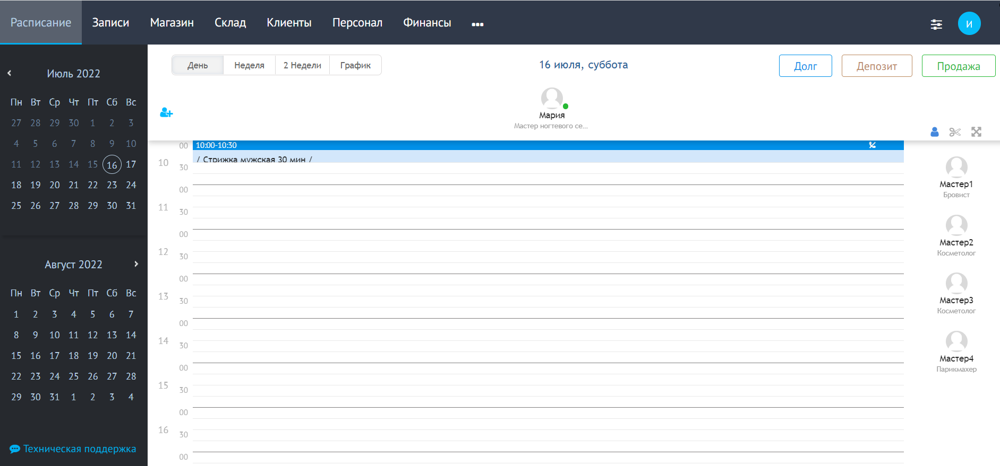 Расписание Записи Магазин Склад Клиенты Персонал Финансы ••• И
Июль 2022
Пн Вт Ср Чт Пт Сб Вс
27 28 29 30 1 2 3
4 5 6 7 8 9 10
11 12 13 14 15 16 17
18 19 20 21 22 23 24
25 26 27 28 29 30 31
Август 2022
Пн Вт Ср Чт Пт Сб Вс
1 2 3 4 5 6 7
8 9 10 11 12 13 14
15 16 17 18 19 20 21
22 23 24 25 26 27 28
29 30 31 1 2 3 4
Техническая поддержка
День Неделя 2 Недели График
16 июля, суббота
Долг Депозит Продажа
Мария
Мастер ногтевого се...
00 10:00-10:30
/ Стрижка мужская 30 мин /
10
30
00
11
30
00
12
30
00
13
30
00
14
30
00
15
30
00
16
30
00
Мастер1
Бровист
Мастер2
Косметолог
Мастер3
Косметолог
Мастер4
Парикмахер